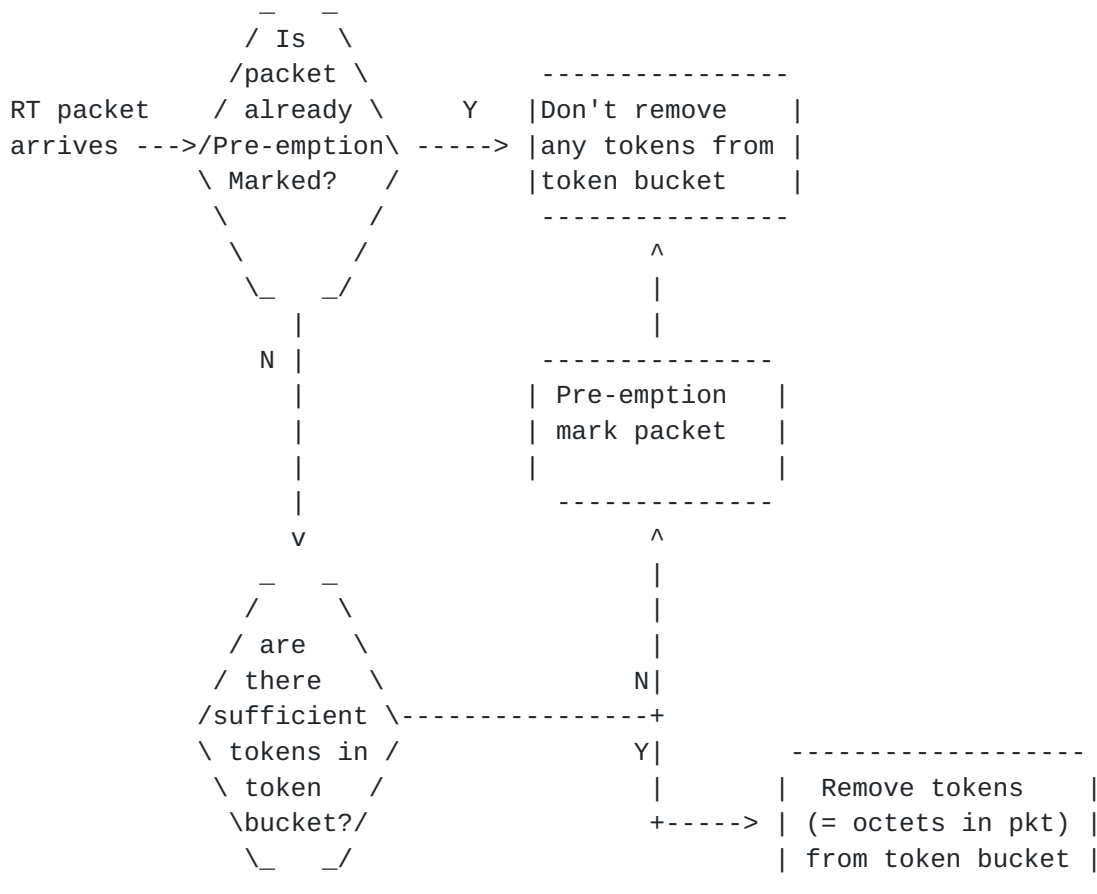 Is
packet
RT packet already Y Don't remove
arrives --->/Pre-emption\ -----> |any tokens from |
Marked? token bucket
N
Pre-emption
mark packet
v
are
there N
sufficient
tokens in Y
token Remove tokens
bucket? (= octets in pkt)
from token bucket